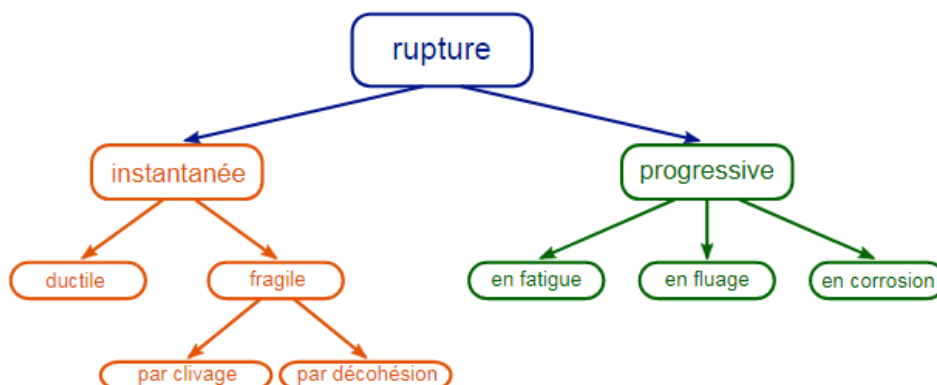 rupture
instantanée
progressive
ductile
fragile
en fatigue
en fluage
en corrosion
par clivage
par décohésion